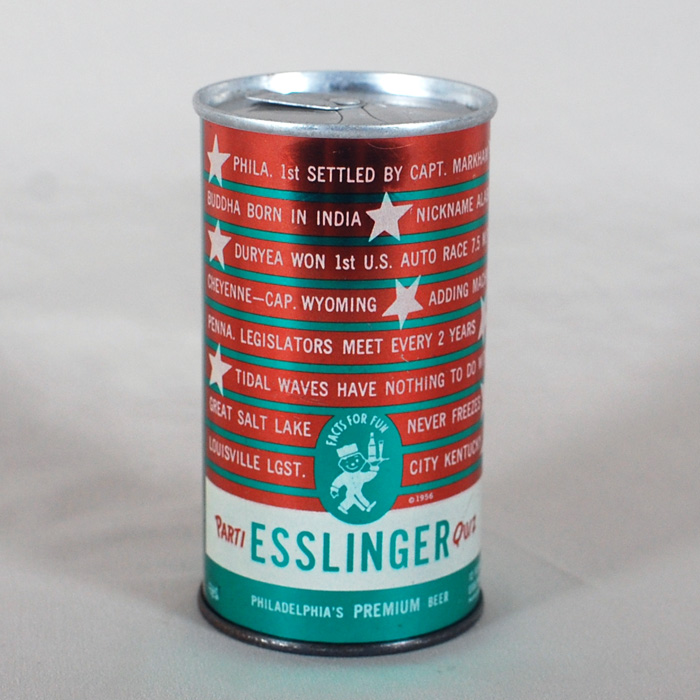 PHILA. 1st SETTLED BY CAPT. MARKHAM
BUDDHA BORN IN INDIA NICKNAME
DURYEA WON 1st U.S. AUTO RACE 7.5
CHEYENNE—CAP. WYOMING ADDING
PENNA. LEGISLATORS MEET EVERY 2 YEARS
TIDAL WAVES HAVE NOTHING TO DO
GREAT SALT LAKE NEVER FREEZES
FACTS FOR FUN
LOUISVILLE LGST. CITY KENTUCKY
©1956
PARTI ESSLINGER QUIZ
PHILADELPHIA'S PREMIUM BEER